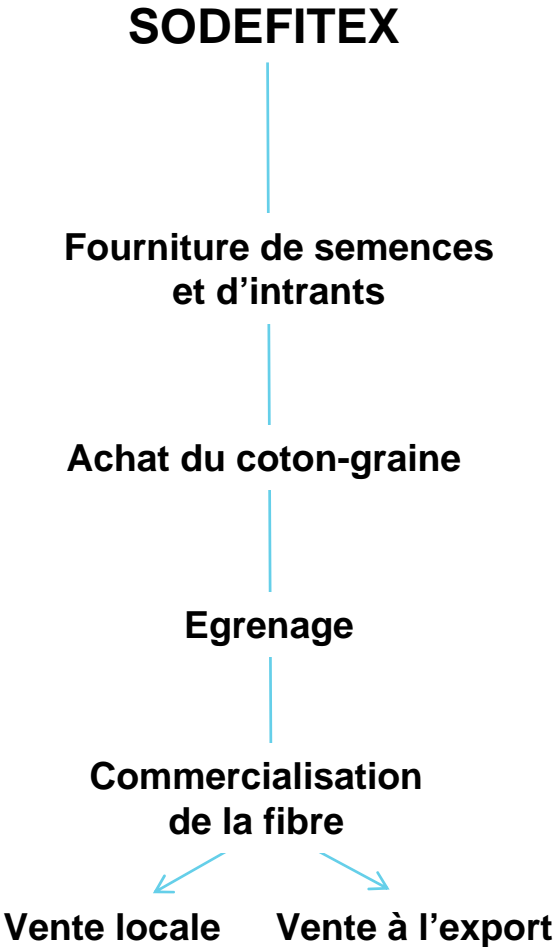 SODEFITEX
Fourniture de semences
et d’intrants
Achat du coton-graine
Egrenage
Commercialisation
de la fibre
Vente locale
Vente à l’export